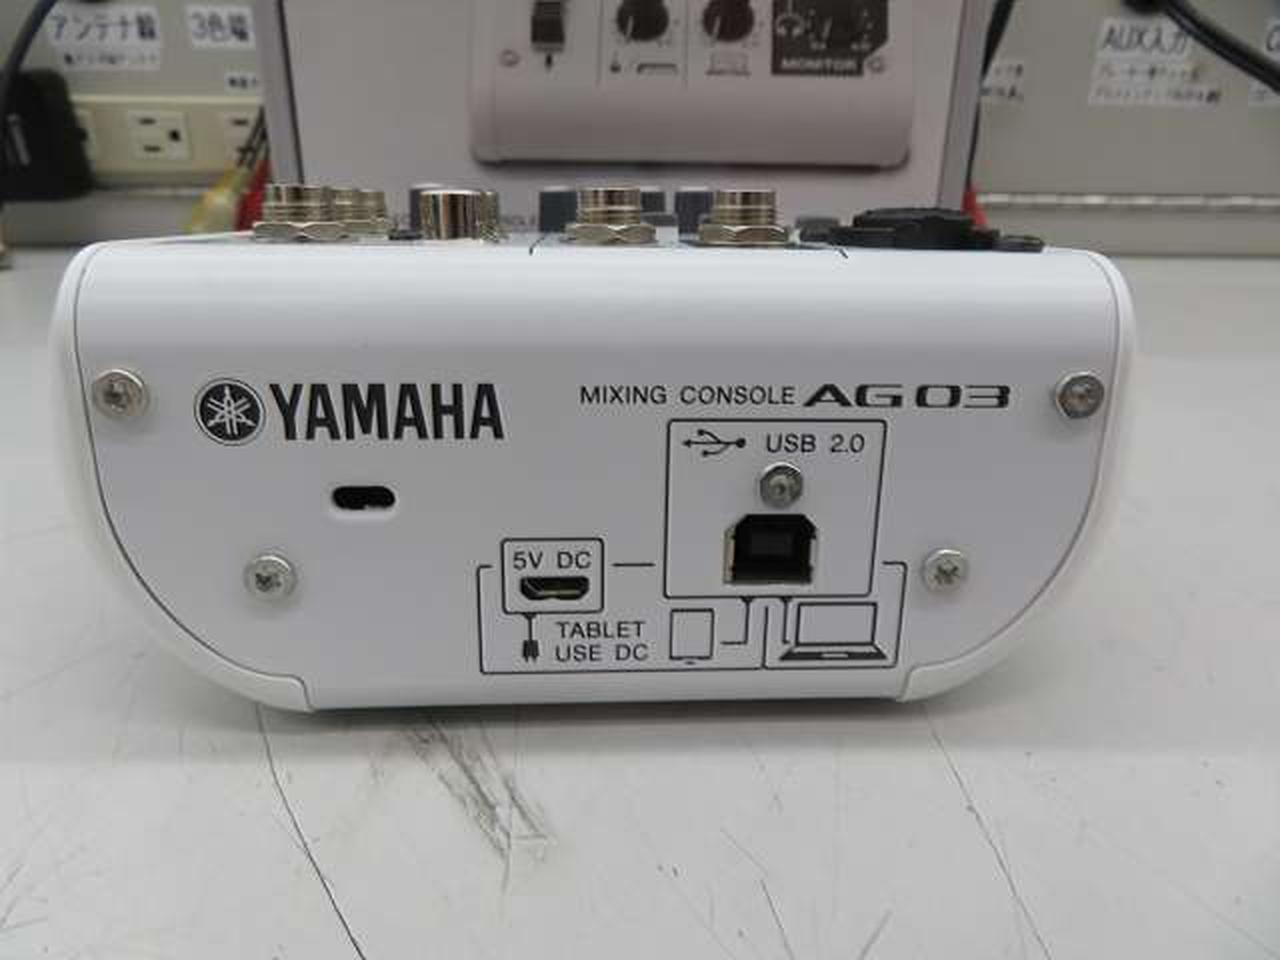 アンテナ線
3色端
MONITOR
AUX入力
YAMAHA
MIXING CONSOLE AG03
USB 2.0
5V DC
TABLET
USE DC